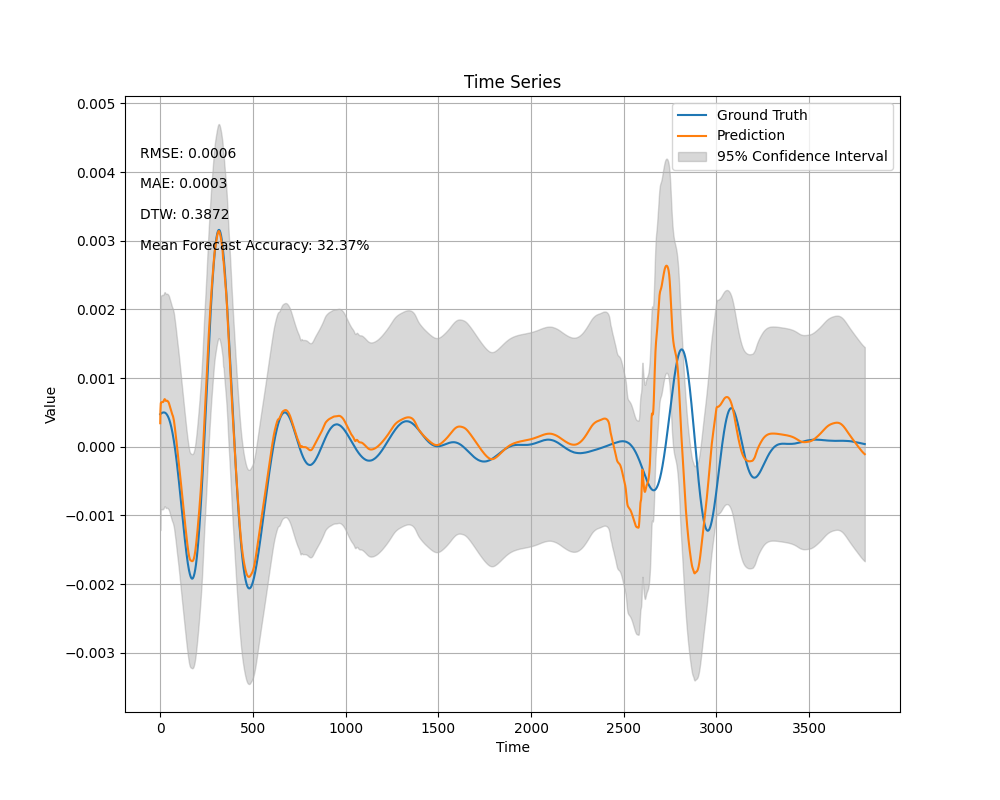 Time Series
Ground Truth
Prediction
95% Confidence Interval
RMSE: 0.0006
MAE: 0.0003
DTW: 0.3872
Mean Forecast Accuracy: 32.37%
Value
0.005
0.004
0.003
0.002
0.001
0.000
−0.001
−0.002
−0.003
0 500 1000 1500 2000 2500 3000 3500
Time